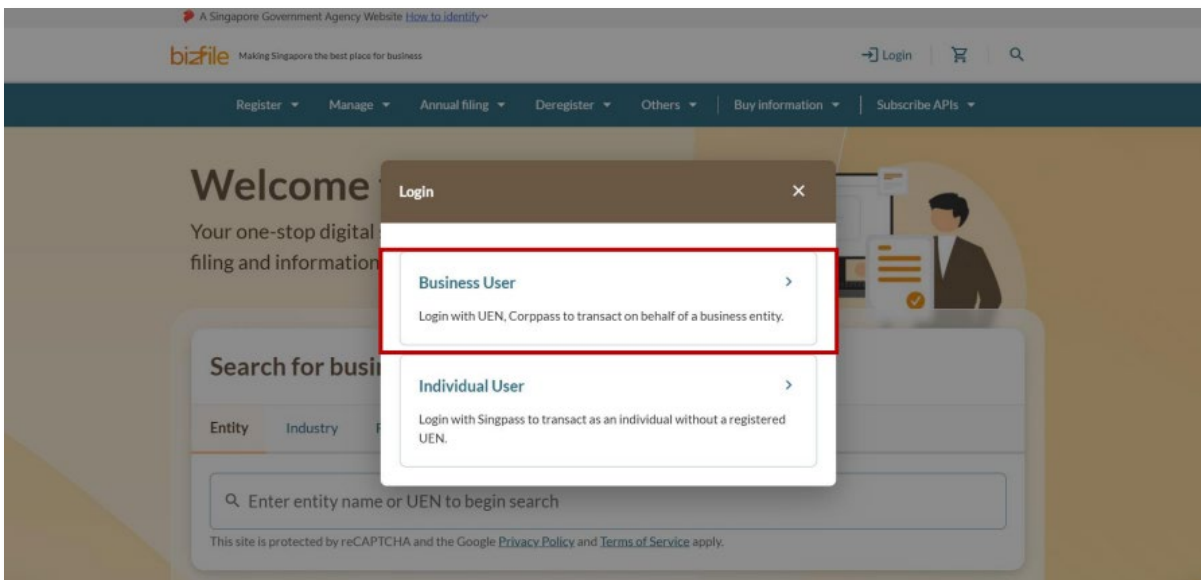 A Singapore Government Agency Website How to identify
bizfile Making Singapore the best place for business
Login
Register Manage Annual filing Deregister Others Buy information Subscribe APIs
Welcome
Login
Your one-stop digital
filing and information
Business User
Login with UEN, Corppass to transact on behalf of a business entity.
Search for
Individual User
Login with Singpass to transact as an individual without a registered
UEN.
Entity Industry
Enter entity name or UEN to begin search
This site is protected by reCAPTCHA and the Google Privacy Policy and Terms of Service apply.